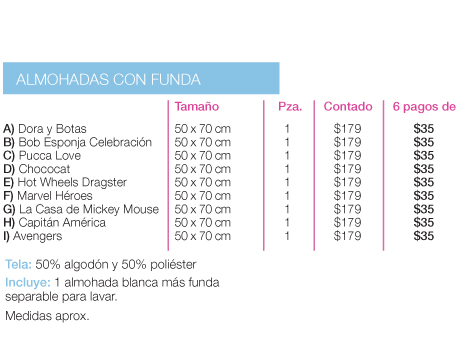 ALMOHADAS CON FUNDA
Tamaño Pza. Contado 6 pagos de
A) Dora y Botas 50 x 70 cm 1 $179 $35
B) Bob Esponja Celebración 50 x 70 cm 1 $179 $35
C) Pucca Love 50 x 70 cm 1 $179 $35
D) Chococat 50 x 70 cm 1 $179 $35
E) Hot Wheels Dragster 50 x 70 cm 1 $179 $35
F) Marvel Héroes 50 x 70 cm 1 $179 $35
G) La Casa de Mickey Mouse 50 x 70 cm 1 $179 $35
H) Capitán América 50 x 70 cm 1 $179 $35
I) Avengers 50 x 70 cm 1 $179 $35
Tela: 50% algodón y 50% poliéster
Incluye: 1 almohada blanca más funda
separable para lavar.
Medidas aprox.